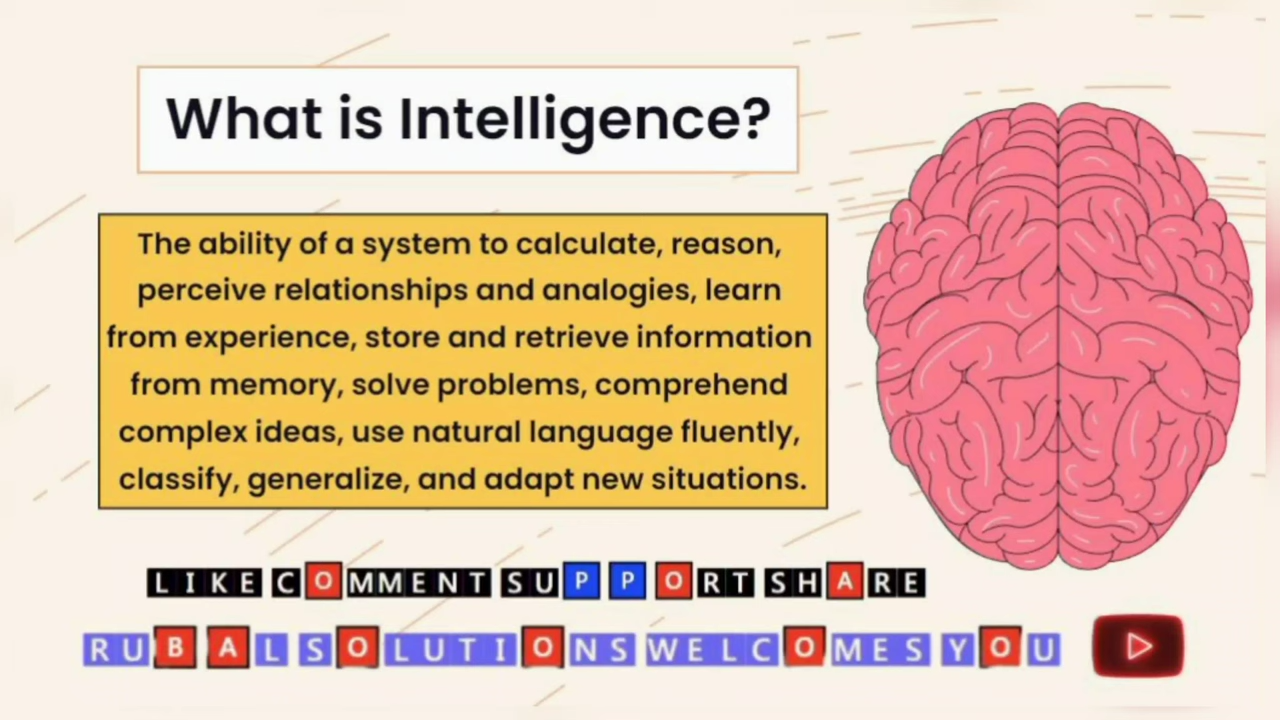 What is Intelligence?
The ability of a system to calculate, reason,
perceive relationships and analogies, learn
from experience, store and retrieve information
from memory, solve problems, comprehend
complex ideas, use natural language fluently,
classify, generalize, and adapt new situations.
LIKE COMMENT SUPPORT SHARE
RUBAL SOLUTIONS WELCOMES YOU